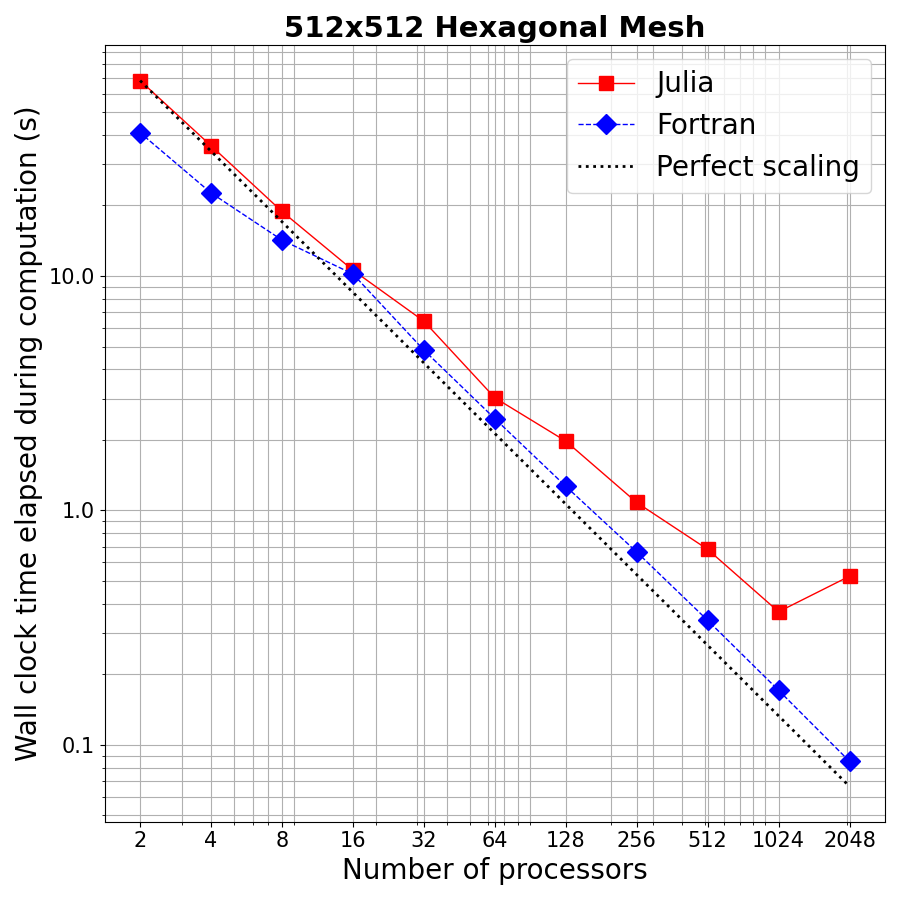 512x512 Hexagonal Mesh
Julia
Fortran
Perfect scaling
Wall clock time elapsed during computation (s)
10.0
1.0
0.1
2 4 8 16 32 64 128 256 512 1024 2048
Number of processors